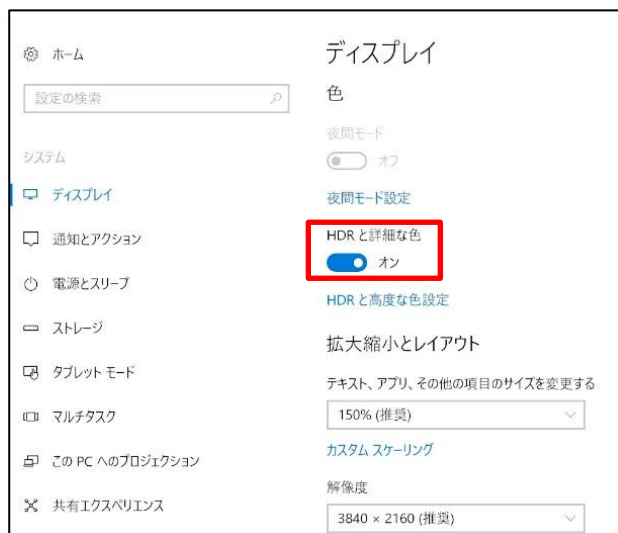 ホーム
設定の検索
システム
ディスプレイ
通知とアクション
電源とスリープ
ストレージ
タブレット モード
マルチタスク
この PC へのプロジェクション
共有エクスペリエンス
ディスプレイ
色
夜間モード
オフ
夜間モード設定
HDR と詳細な色
オン
HDR と高度な色設定
拡大縮小とレイアウト
テキスト、アプリ、その他の項目のサイズを変更する
150% (推奨)
カスタム スケーリング
解像度
3840 × 2160 (推奨)